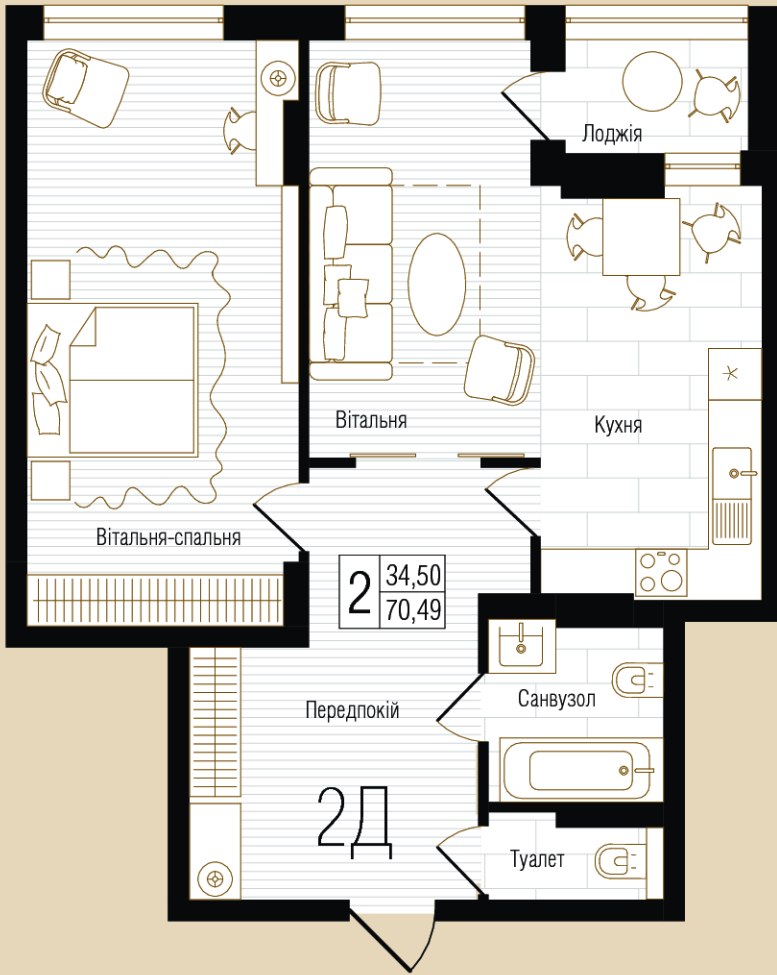 Лоджія
Вітальня
Кухня
Вітальня-спальня
2
34,50
70,49
Передпокій
Санвузол
2Д
Туалет